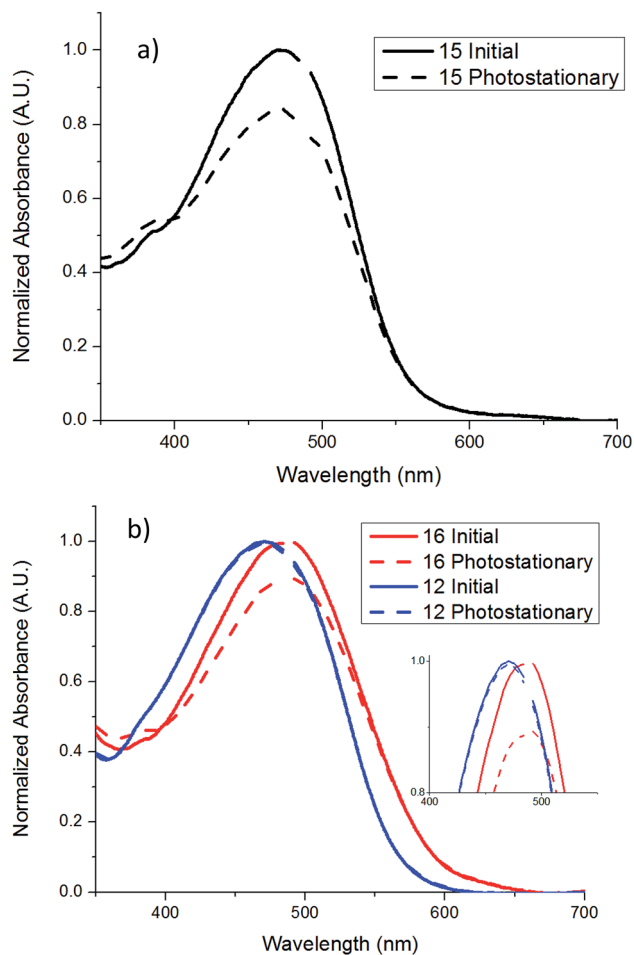 a)
15 Initial
15 Photostationary
Normalized Absorbance (A.U.)
1.0
0.8
0.6
0.4
0.2
0.0
400 500 600 700
Wavelength (nm)
b)
16 Initial
16 Photostationary
12 Initial
12 Photostationary
Normalized Absorbance (A.U.)
1.0
0.8
0.6
0.4
0.2
0.0
1.0
0.8
400 500
400 500 600 700
Wavelength (nm)